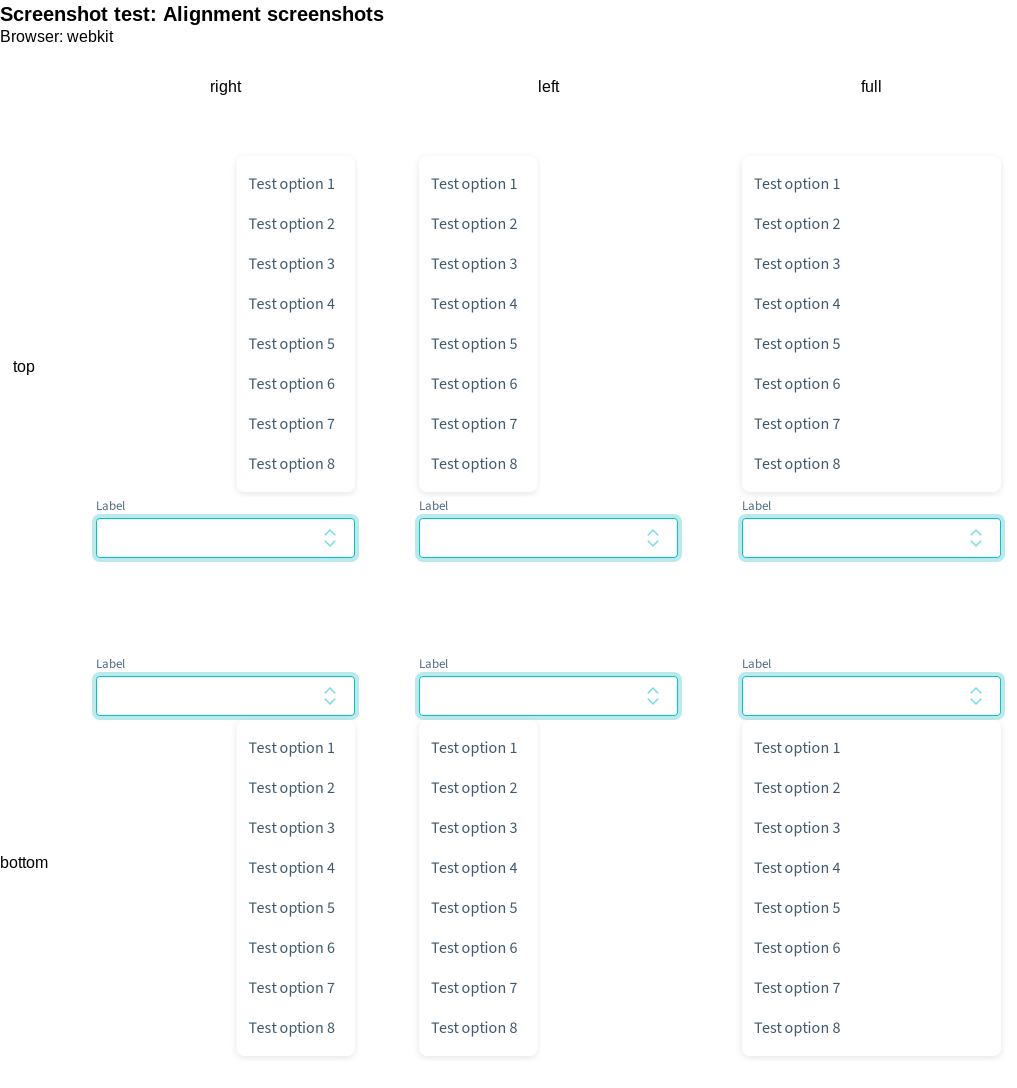 Screenshot test: Alignment screenshots
Browser: webkit
right left full
top
Test option 1 Test option 1 Test option 1
Test option 2 Test option 2 Test option 2
Test option 3 Test option 3 Test option 3
Test option 4 Test option 4 Test option 4
Test option 5 Test option 5 Test option 5
Test option 6 Test option 6 Test option 6
Test option 7 Test option 7 Test option 7
Test option 8 Test option 8 Test option 8
Label Label Label
Label Label Label
bottom
Test option 1 Test option 1 Test option 1
Test option 2 Test option 2 Test option 2
Test option 3 Test option 3 Test option 3
Test option 4 Test option 4 Test option 4
Test option 5 Test option 5 Test option 5
Test option 6 Test option 6 Test option 6
Test option 7 Test option 7 Test option 7
Test option 8 Test option 8 Test option 8